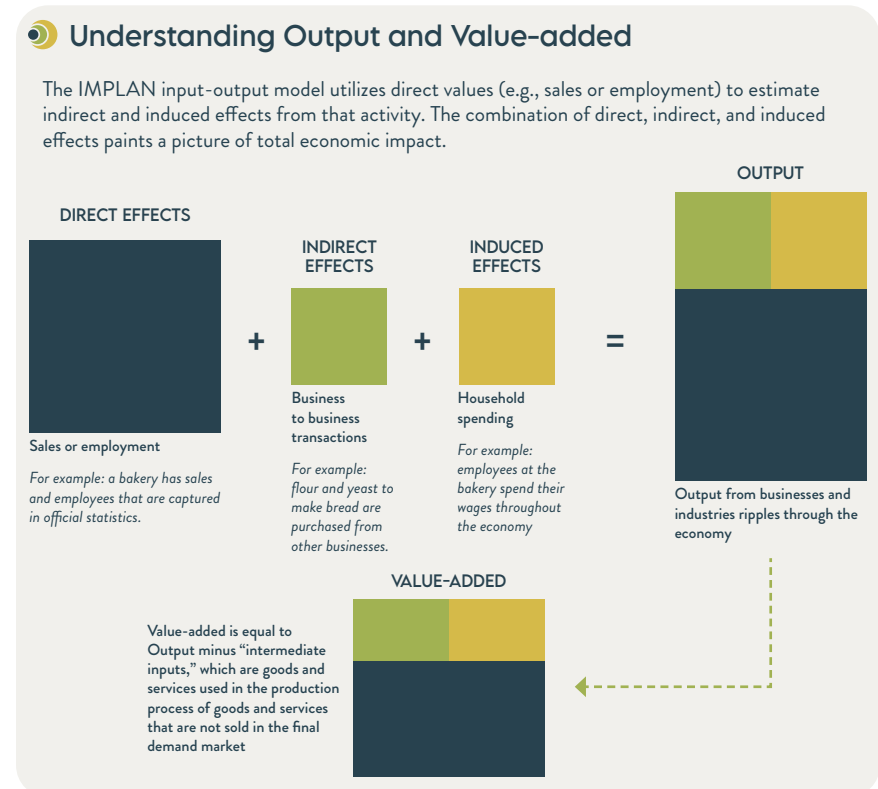 Understanding Output and Value-added
The IMPLAN input-output model utilizes direct values (e.g., sales or employment) to estimate
indirect and induced effects from that activity. The combination of direct, indirect, and induced
effects paints a picture of total economic impact.
DIRECT EFFECTS
Sales or employment
For example: a bakery has sales
and employees that are captured
in official statistics.
+
INDIRECT
EFFECTS
Business
to business
transactions
For example:
flour and yeast to
make bread are
purchased from
other businesses.
+
INDUCED
EFFECTS
Household
spending
For example:
employees at the
bakery spend their
wages throughout
the economy
=
OUTPUT
Output from businesses and
industries ripples through the
economy
VALUE-ADDED
Value-added is equal to
Output minus “intermediate
inputs,” which are goods and
services used in the production
process of goods and services
that are not sold in the final
demand market